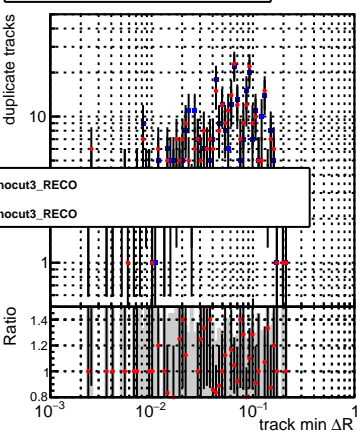 duplicate tracks
10
nocut3_RECO
nocut3_RECO
1
Ratio
1.4
1.2
1
0.8
10−3
10−2
10−1
1
track min ΔR